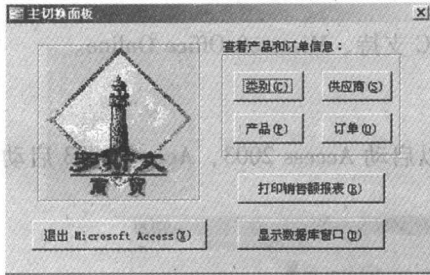 主切换面板
查看产品和订单信息：
类别(C)
供应商(S)
产品(P)
订单(O)
罗斯文
商贸
打印销售额报表(R)
退出 Microsoft Access(X)
显示数据库窗口(D)